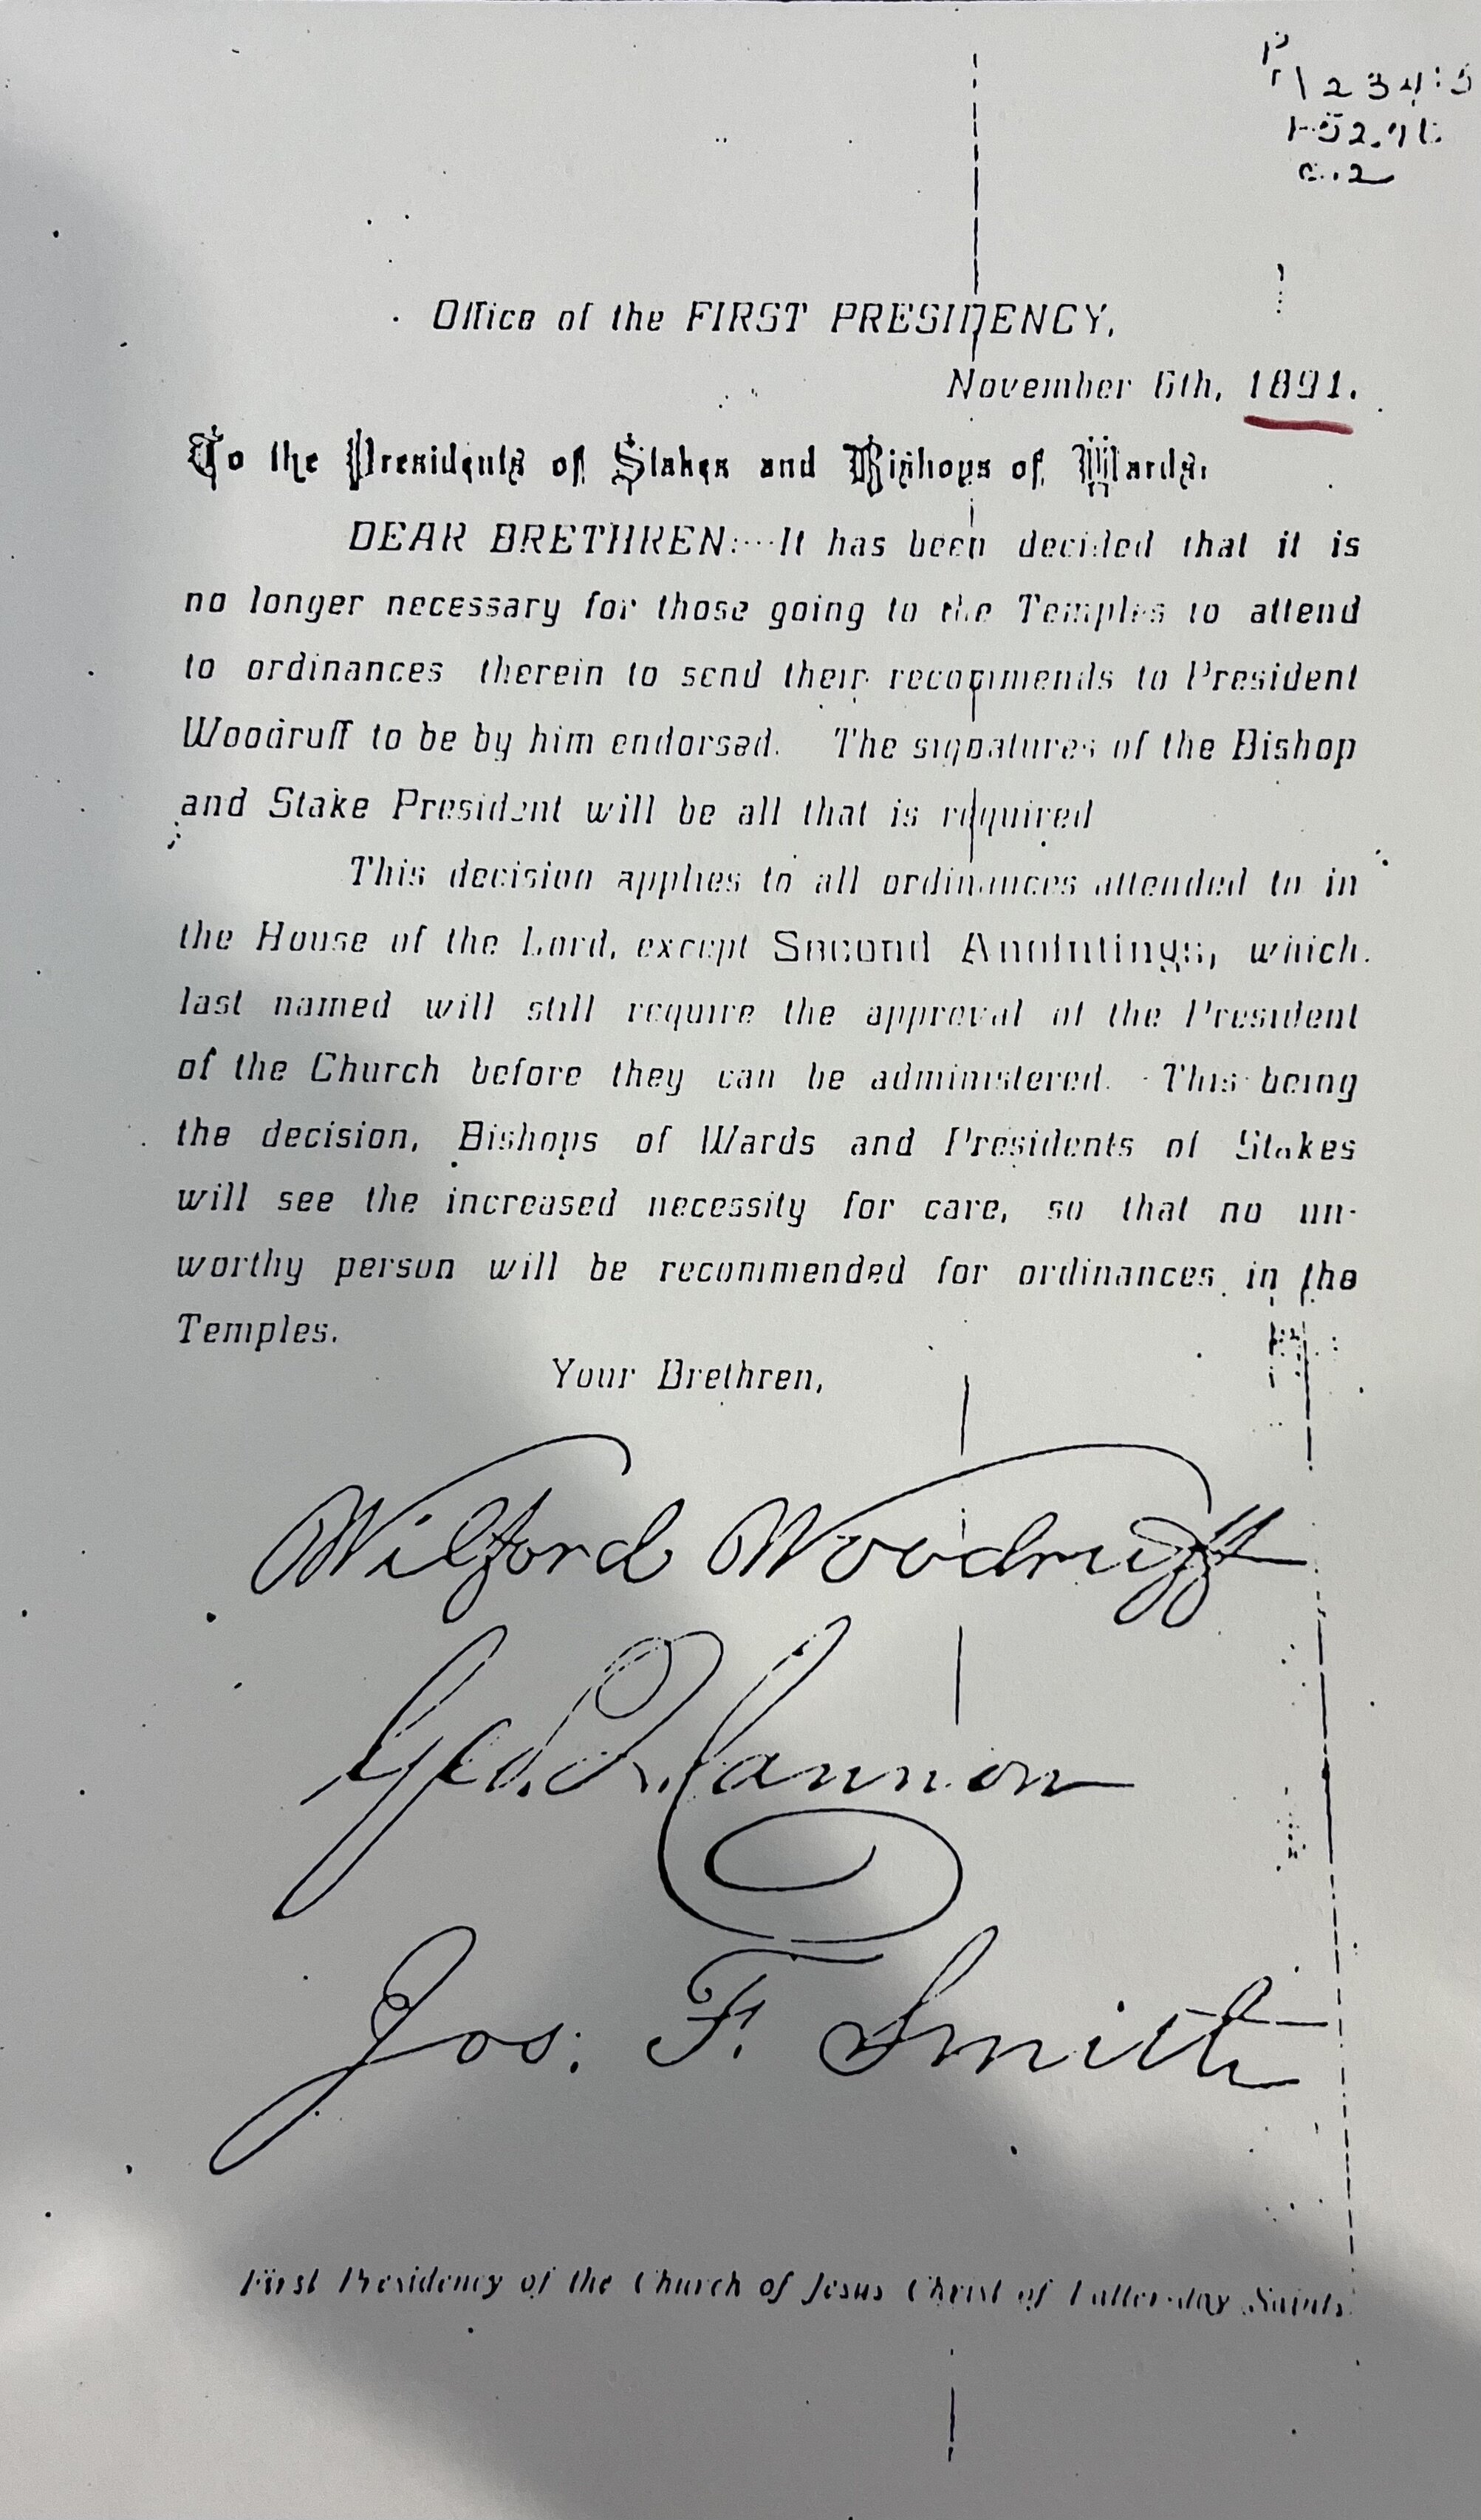 Office of the FIRST PRESIDENCY,
November 6th, 1891.
To the Presidents of Stakes and Bishops of Wards:
DEAR BRETHREN:---It has been decided that it is
no longer necessary for those going to the Temples to attend
to ordinances therein to send their recommends to President
Woodruff to be by him endorsed. The signatures of the Bishop
and Stake President will be all that is required
This decision applies to all ordinances attended to in
the House of the Lord, except Second Anointings, which
last named will still require the approval of the President
of the Church before they can be administered. This being
the decision, Bishops of Wards and Presidents of Stakes
will see the increased necessity for care, so that no un-
worthy person will be recommended for ordinances in the
Temples.
Your Brethren,
Wilford Woodruff
Geo. Q. Cannon
Jos. F. Smith
First Presidency of the Church of Jesus Christ of Latter-day Saints.